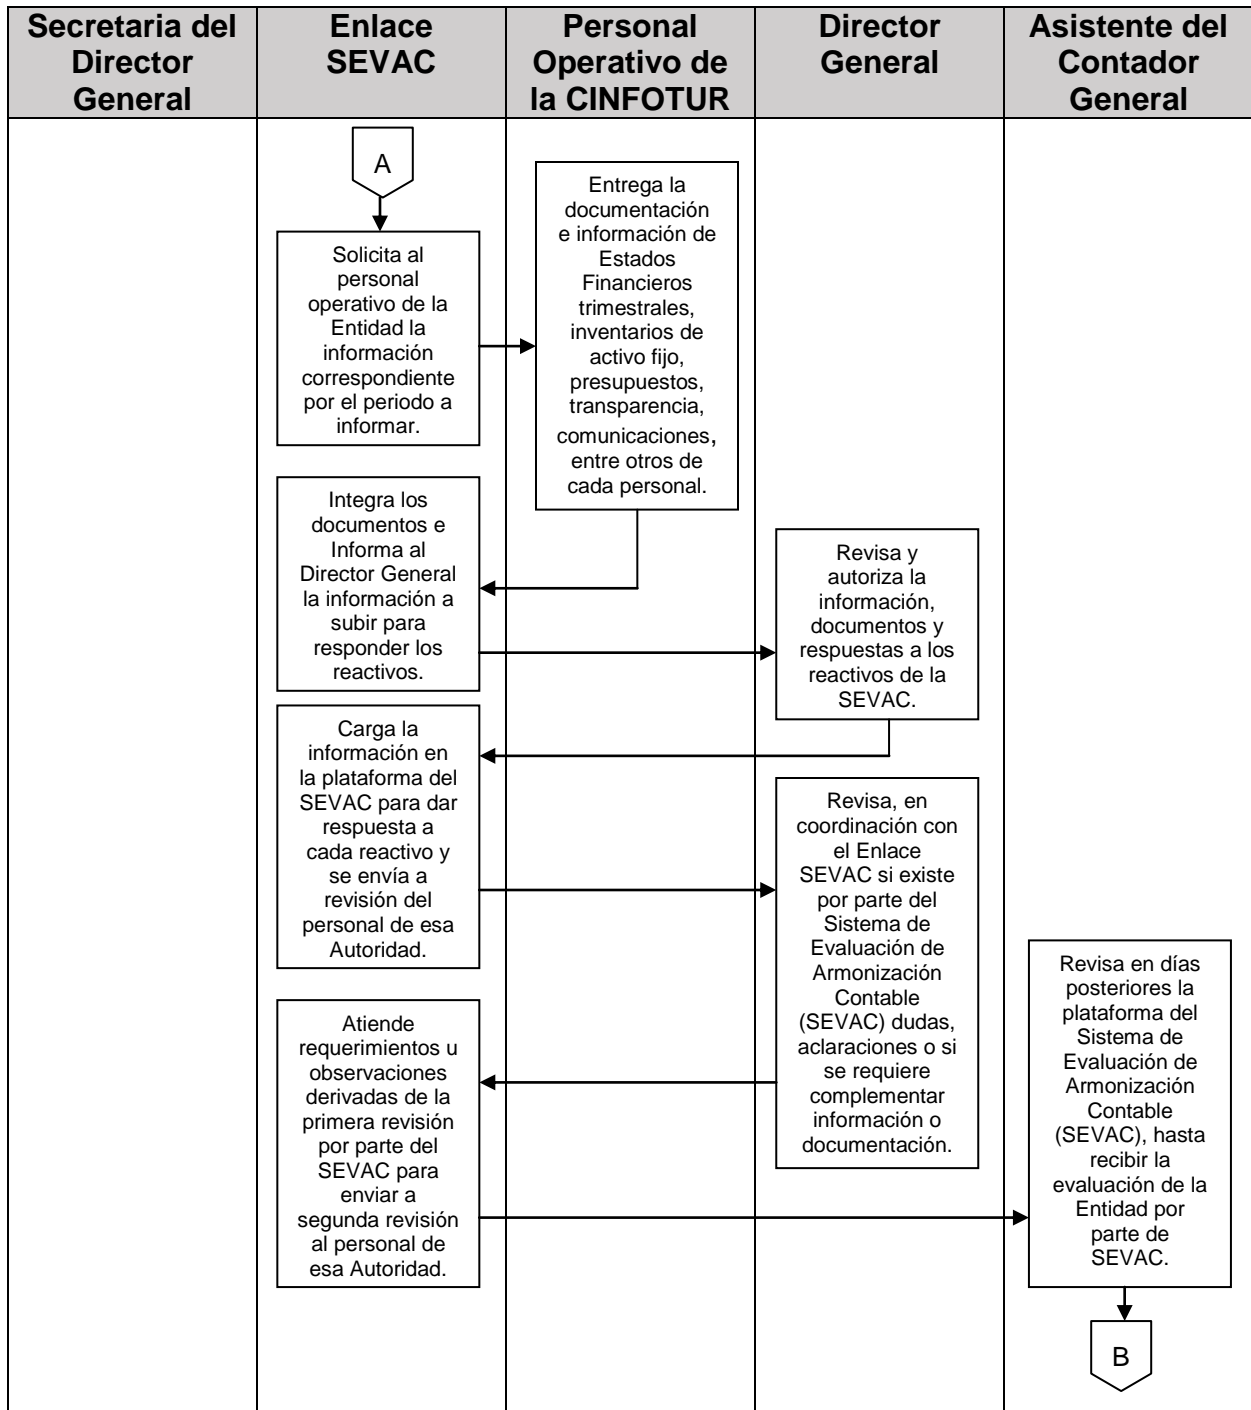 Secretaria del
Director
General
Enlace
SEVAC
Personal
Operativo de
la CINFOTUR
Director
General
Asistente del
Contador
General
A
Solicita al
personal
operativo de la
Entidad la
información
correspondiente
por el periodo a
informar.
Entrega la
documentación
e información de
Estados
Financieros
trimestrales,
inventarios de
activo fijo,
presupuestos,
transparencia,
comunicaciones,
entre otros de
cada personal.
Integra los
documentos e
Informa al
Director General
la información a
subir para
responder los
reactivos.
Revisa y
autoriza la
información,
documentos y
respuestas a los
reactivos de la
SEVAC.
Carga la
información en
la plataforma del
SEVAC para dar
respuesta a
cada reactivo y
se envía a
revisión del
personal de esa
Autoridad.
Revisa, en
coordinación con
el Enlace
SEVAC si existe
por parte del
Sistema de
Evaluación de
Armonización
Contable
(SEVAC) dudas,
aclaraciones o si
se requiere
complementar
información o
documentación.
Atiende
requerimientos u
observaciones
derivadas de la
primera revisión
por parte del
SEVAC para
enviar a
segunda revisión
al personal de
esa Autoridad.
Revisa en días
posteriores la
plataforma del
Sistema de
Evaluación de
Armonización
Contable
(SEVAC), hasta
recibir la
evaluación de la
Entidad por
parte de
SEVAC.
B